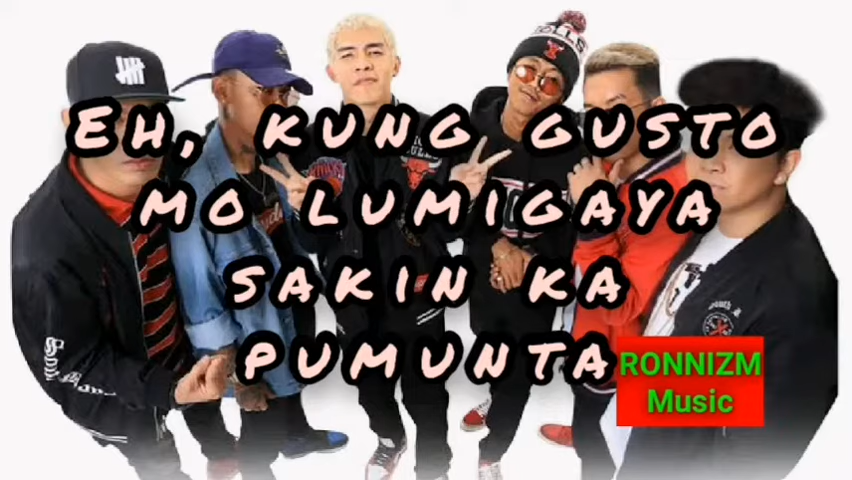 EH, KUNG GUSTO
MO LUMIGAYA
SAKIN KA
PUMUNTA
RONNIZM
Music